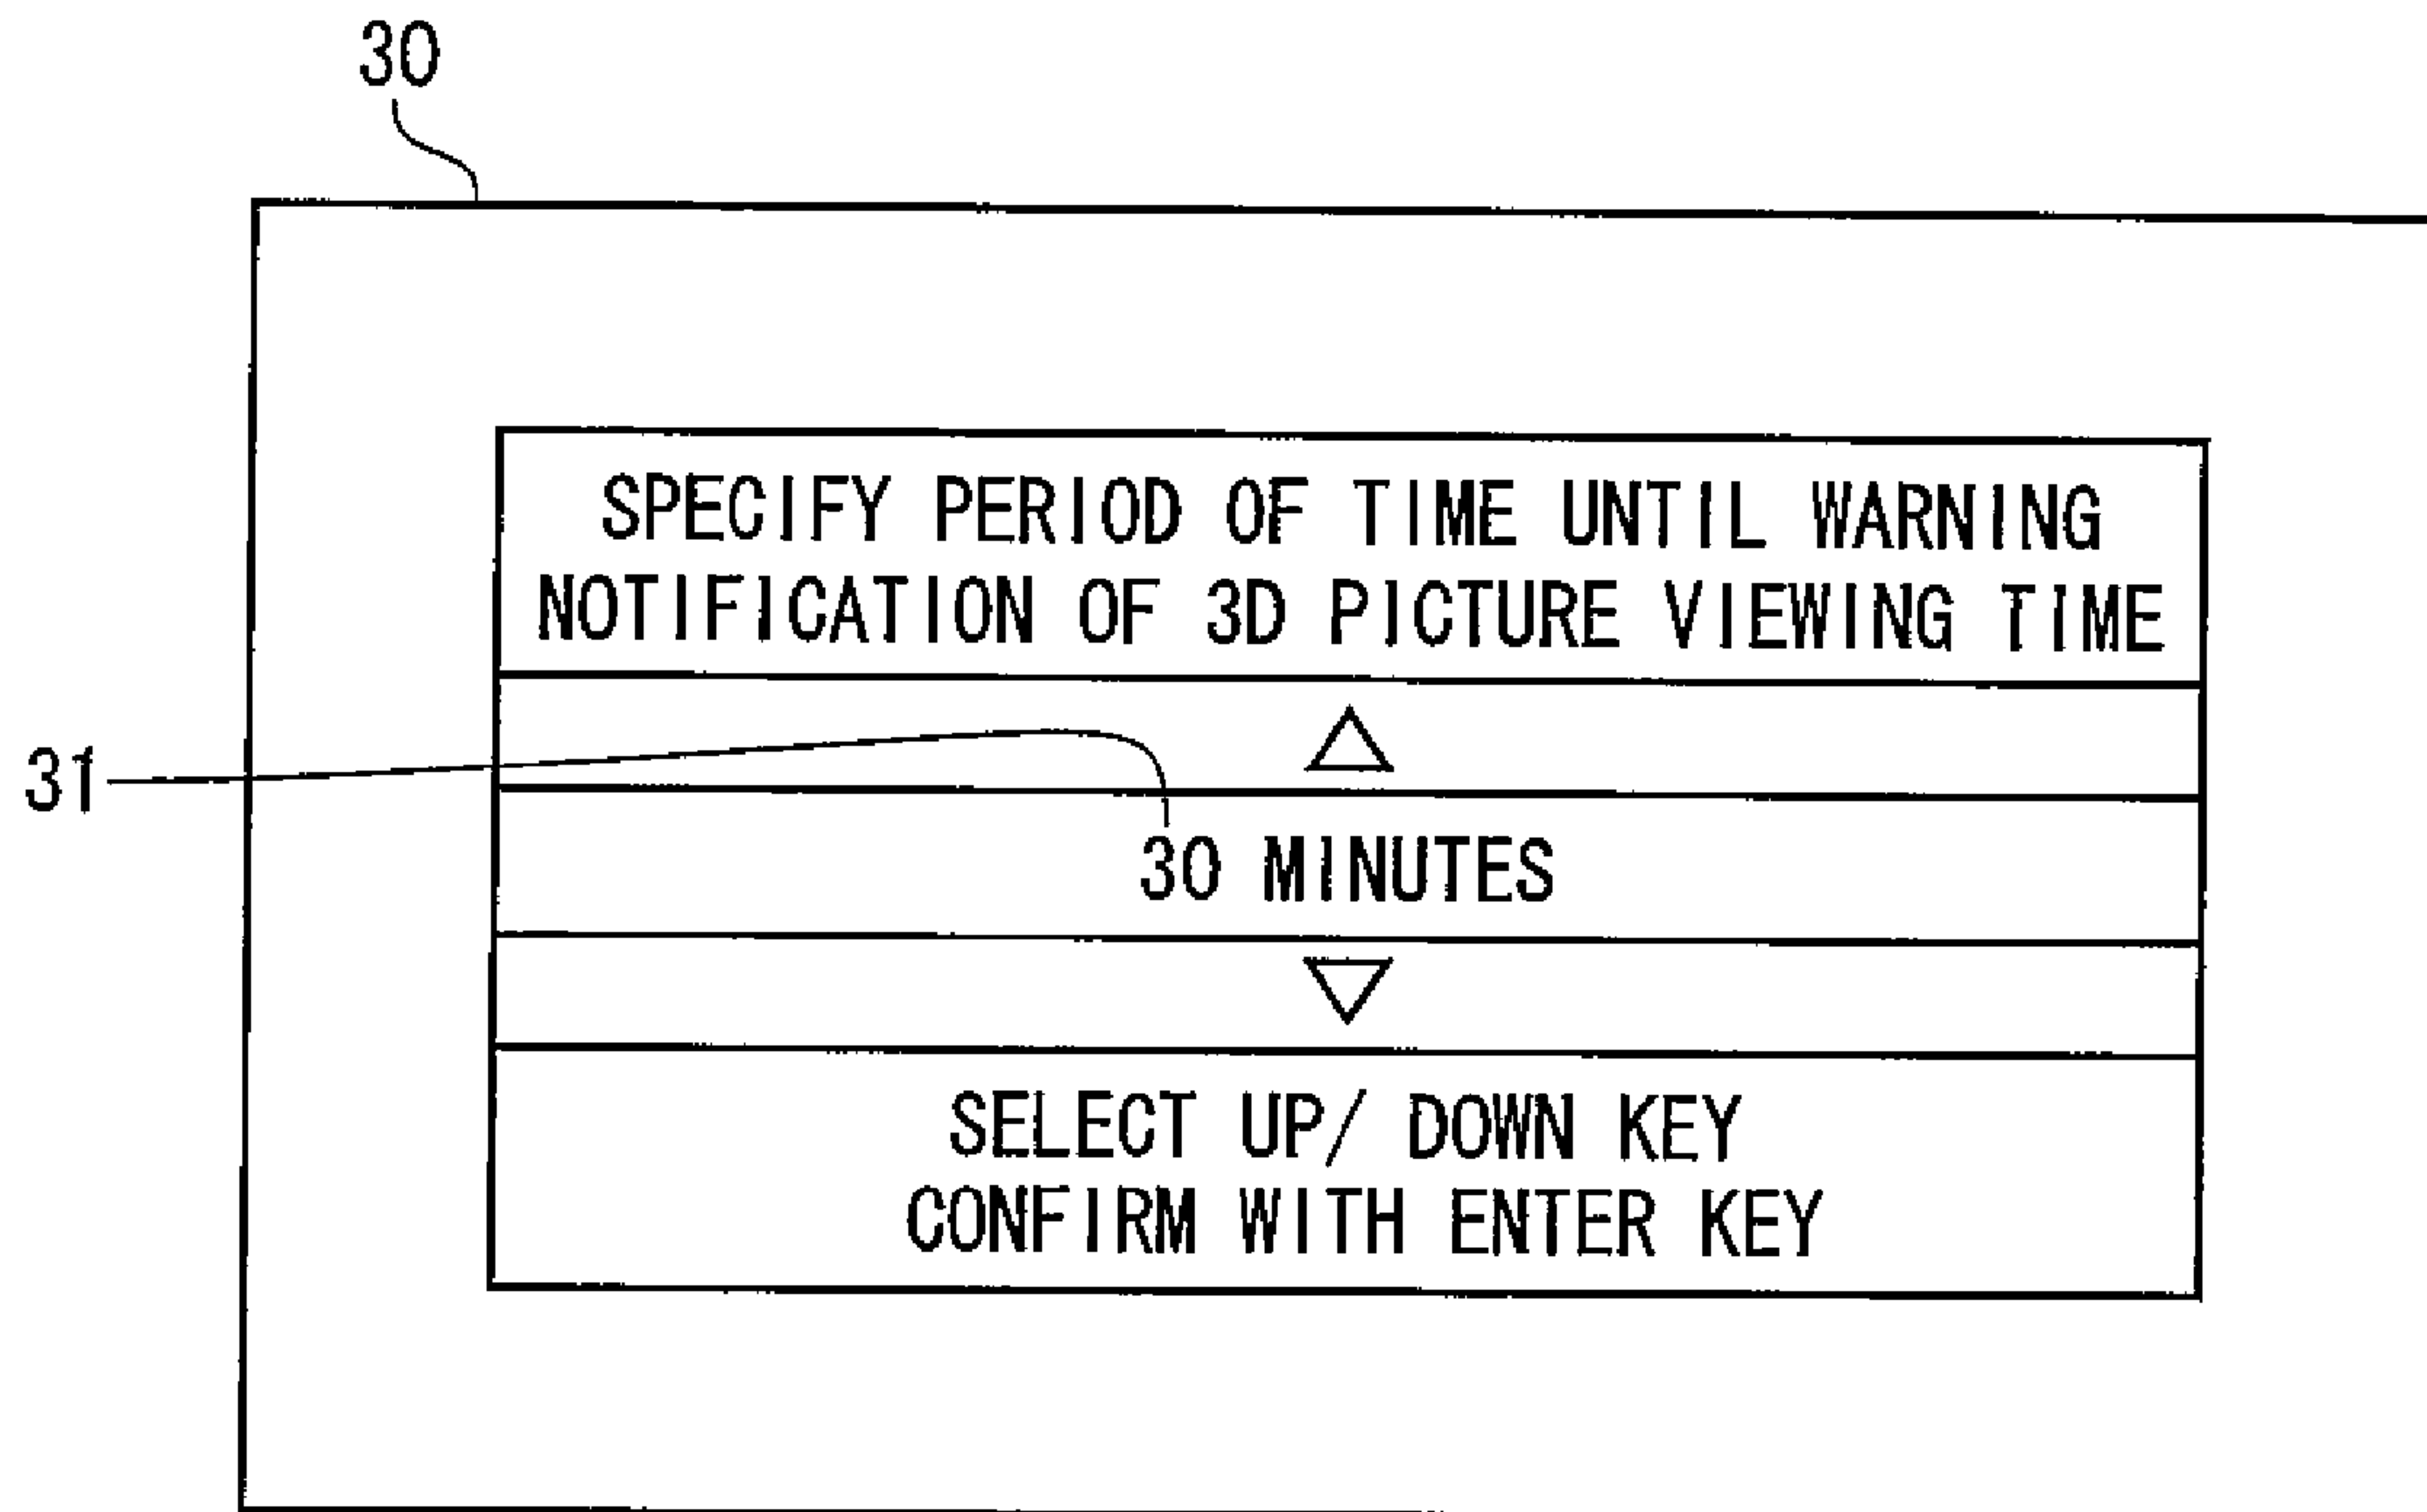 30
SPECIFY PERIOD OF TIME UNTIL WARNING
NOTIFICATION OF 3D PICTURE VIEWING TIME
31
30 MINUTES
SELECT UP/ DOWN KEY
CONFIRM WITH ENTER KEY